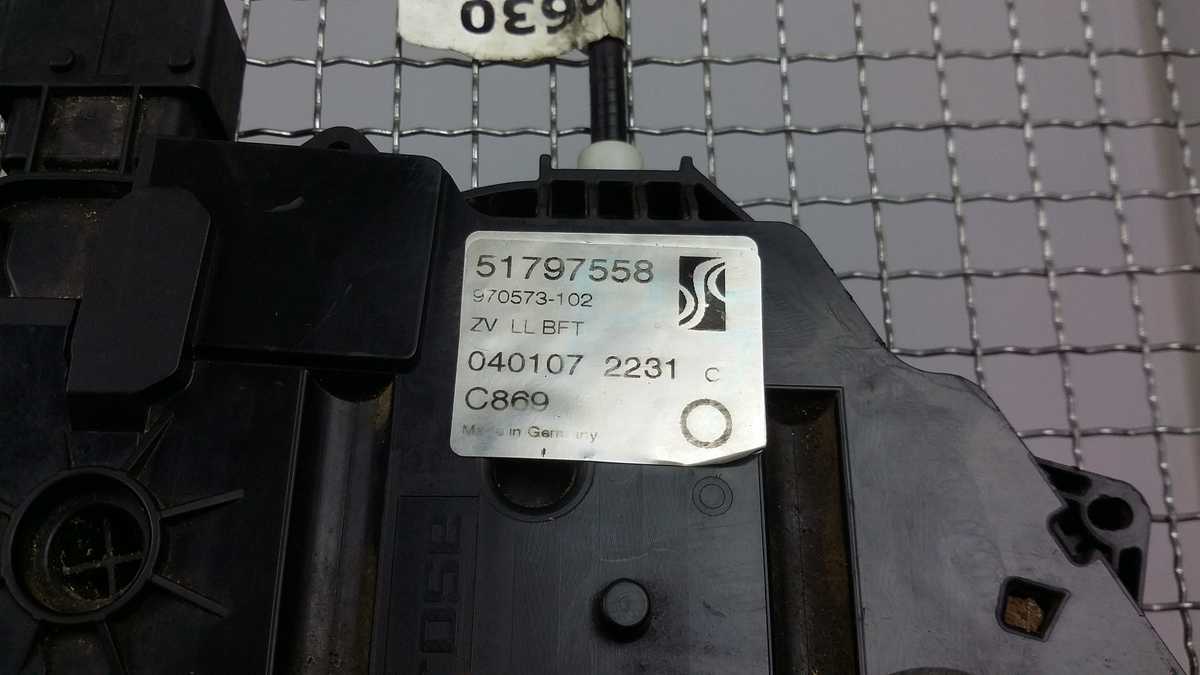 630
51797558
970573-102
ZV LL BFT
040107 2231 C
C869
Made in Germany